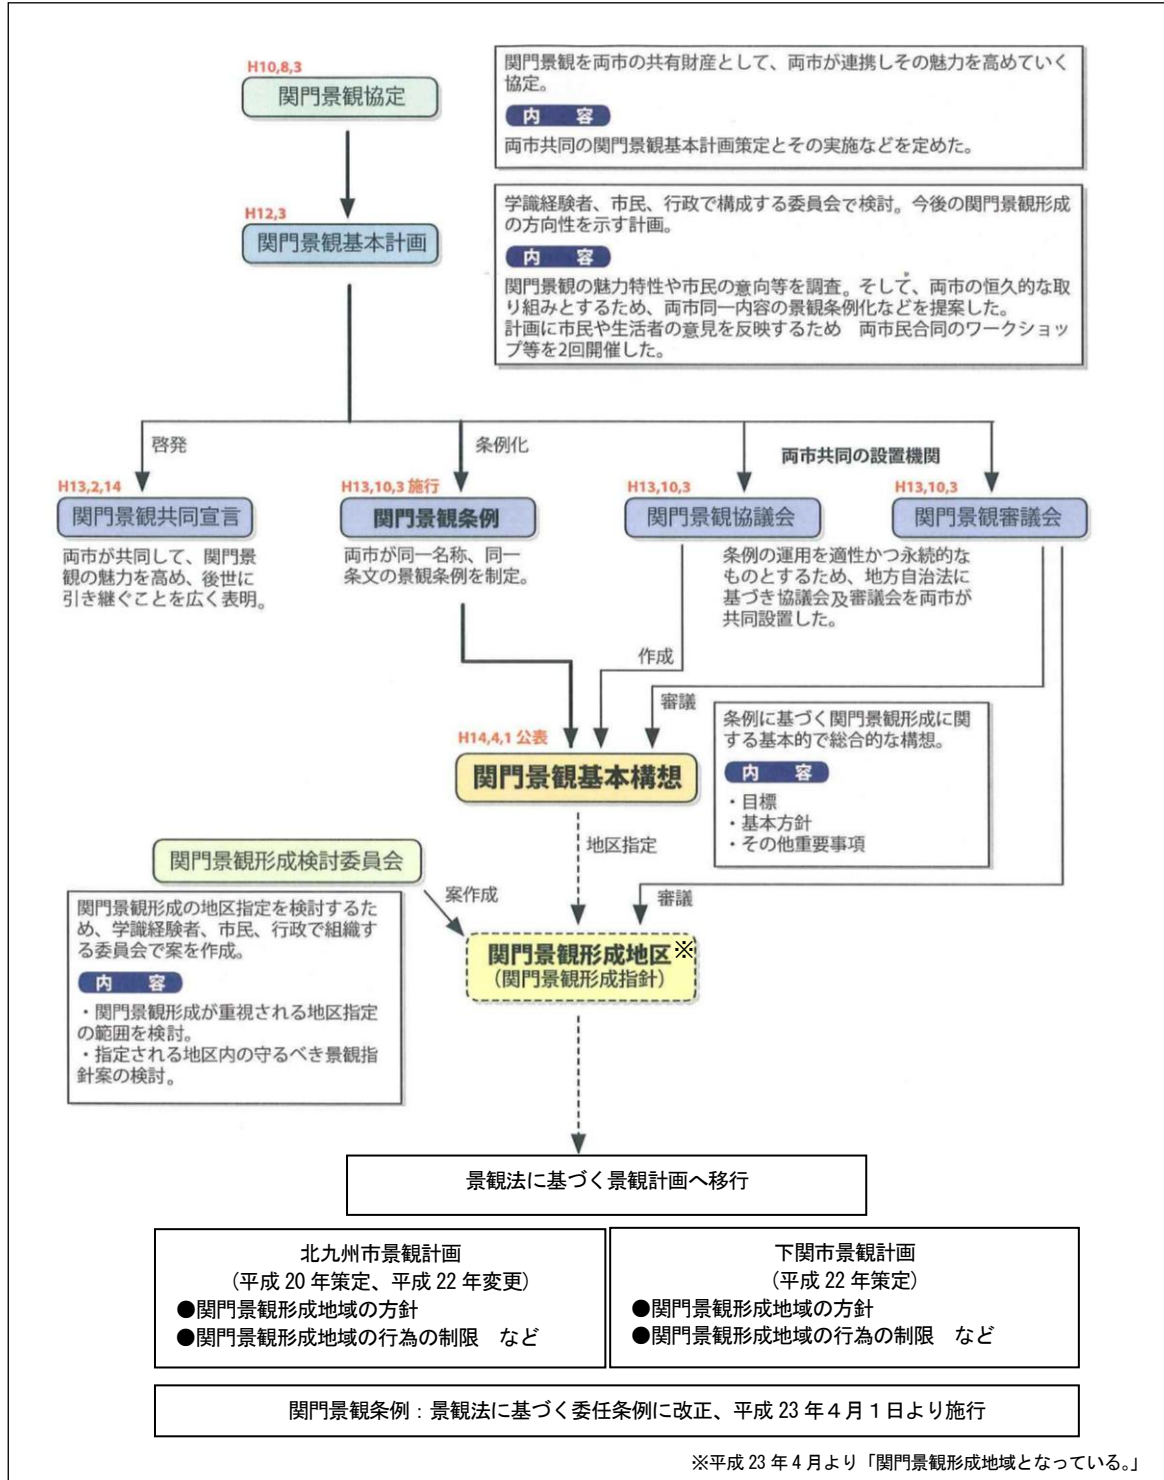 H10,8,3
関門景観協定
関門景観を両市の共有財産として、両市が連携しその魅力を高めていく
協定。
内　容
両市共同の関門景観基本計画策定とその実施などを定めた。
H12,3
関門景観基本計画
学識経験者、市民、行政で構成する委員会で検討。今後の関門景観形成
の方向性を示す計画。
内　容
関門景観の魅力特性や市民の意向等を調査。そして、両市の恒久的な取
り組みとするため、両市同一内容の景観条例化などを提案した。
計画に市民や生活者の意見を反映するため　両市民合同のワークショッ
プ等を2回開催した。
啓発
条例化
両市共同の設置機関
H13,2,14
関門景観共同宣言
両市が共同して、関門景
観の魅力を高め、後世に
引き継ぐことを広く表明。
H13,10,3 施行
関門景観条例
両市が同一名称、同一
条文の景観条例を制定。
H13,10,3
関門景観協議会
H13,10,3
関門景観審議会
条例の運用を適性かつ永続的な
ものとするため、地方自治法に
基づき協議会及審議会を両市が
共同設置した。
作成
審議
H14,4,1 公表
関門景観基本構想
条例に基づく関門景観形成に関
する基本的で総合的な構想。
内　容
・目標
・基本方針
・その他重要事項
地区指定
関門景観形成検討委員会
案作成
審議
関門景観形成の地区指定を検討するた
め、学識経験者、市民、行政で組織す
る委員会で案を作成。
内　容
・関門景観形成が重視される地区指定
の範囲を検討。
・指定される地区内の守るべき景観指
針案の検討。
関門景観形成地区※
（関門景観形成指針）
景観法に基づく景観計画へ移行
北九州市景観計画
(平成 20 年策定、平成 22 年変更)
●関門景観形成地域の方針
●関門景観形成地域の行為の制限　など
下関市景観計画
(平成 22 年策定)
●関門景観形成地域の方針
●関門景観形成地域の行為の制限　など
関門景観条例：景観法に基づく委任条例に改正、平成 23 年４月１日より施行
※平成 23 年 4 月より「関門景観形成地域となっている。」